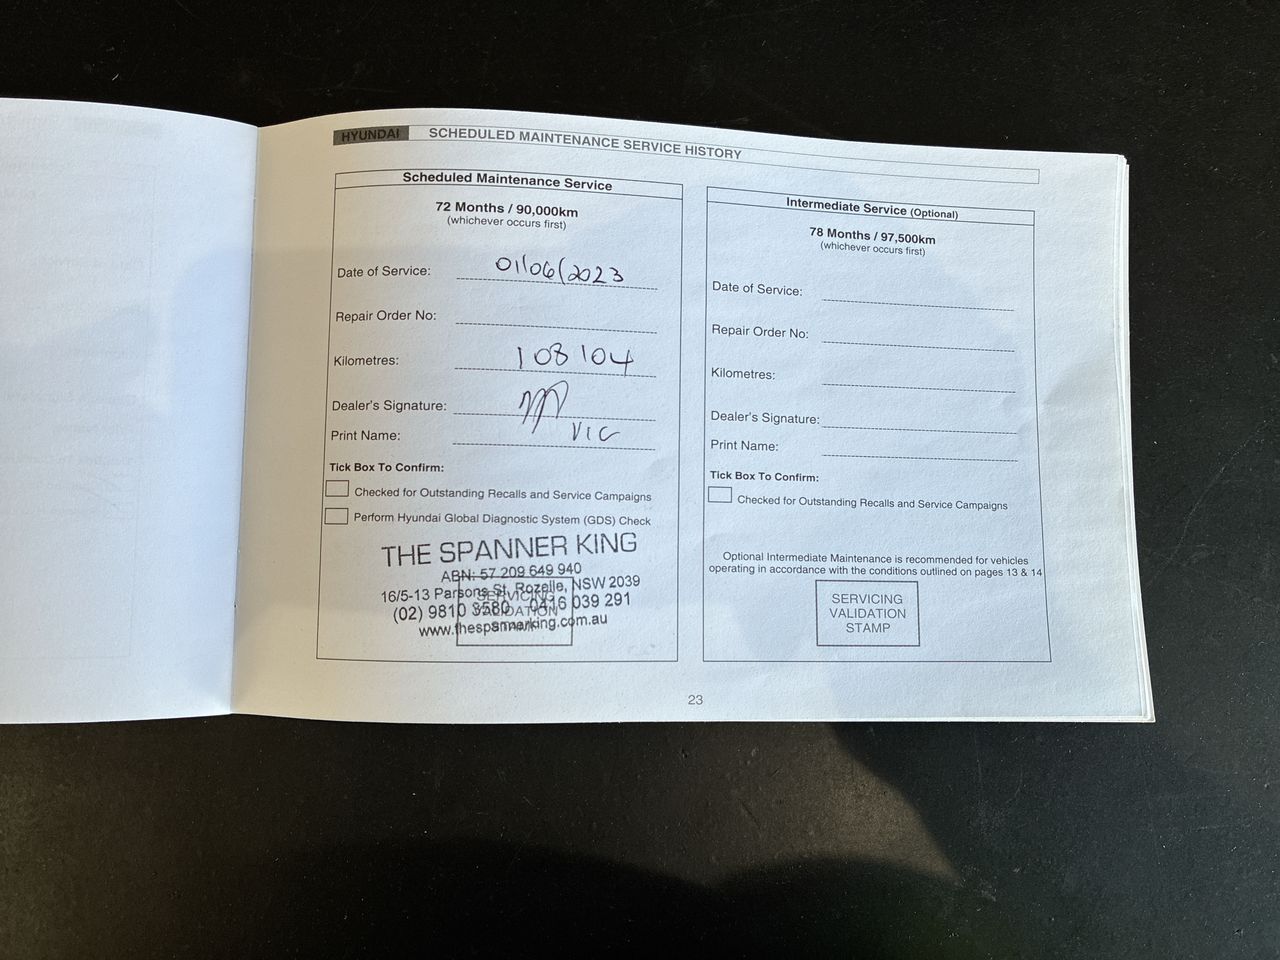 HYUNDAI SCHEDULED MAINTENANCE SERVICE HISTORY
Scheduled Maintenance Service
72 Months / 90,000km
(whichever occurs first)
Date of Service: 01/06/2023
Repair Order No:
Kilometres: 108104
Dealer's Signature:
Print Name: VIC
Tick Box To Confirm:
Checked for Outstanding Recalls and Service Campaigns
Perform Hyundai Global Diagnostic System (GDS) Check
THE SPANNER KING
ABN: 57 209 649 940
16/5-13 Parsons St, Rozelle, NSW 2039
(02) 9810 3580 0416 039 291
www.thespannerking.com.au
SERVICING
VALIDATION
STAMP
Intermediate Service (Optional)
78 Months / 97,500km
(whichever occurs first)
Date of Service:
Repair Order No:
Kilometres:
Dealer's Signature:
Print Name:
Tick Box To Confirm:
Checked for Outstanding Recalls and Service Campaigns
Optional Intermediate Maintenance is recommended for vehicles
operating in accordance with the conditions outlined on pages 13 & 14
SERVICING
VALIDATION
STAMP
23